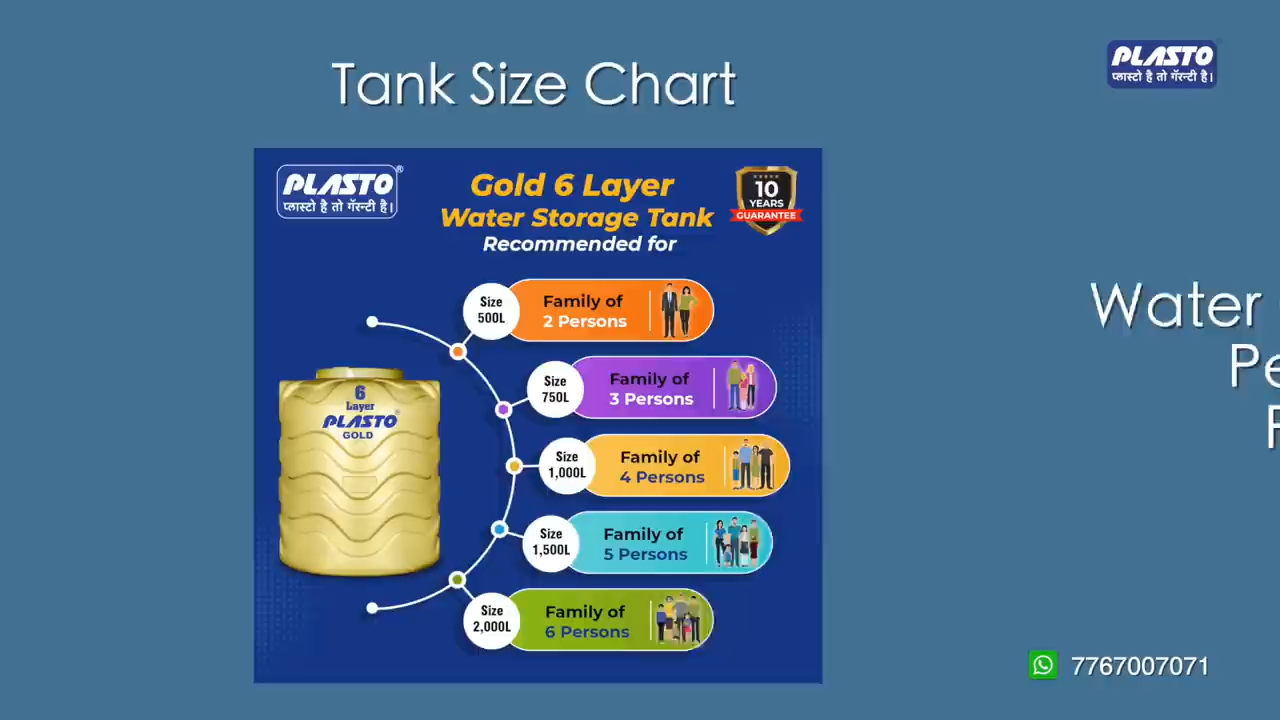 Tank Size Chart
PLASTO
प्लास्टो है तो गॅरन्टी है।
PLASTO®
प्लास्टो है तो गॅरन्टी है।
Gold 6 Layer
Water Storage Tank
Recommended for
10
YEARS
GUARANTEE
Size
500L
Family of
2 Persons
Size
750L
Family of
3 Persons
Size
1,000L
Family of
4 Persons
Size
1,500L
Family of
5 Persons
Size
2,000L
Family of
6 Persons
6
Layer
PLASTO®
GOLD
Water
7767007071